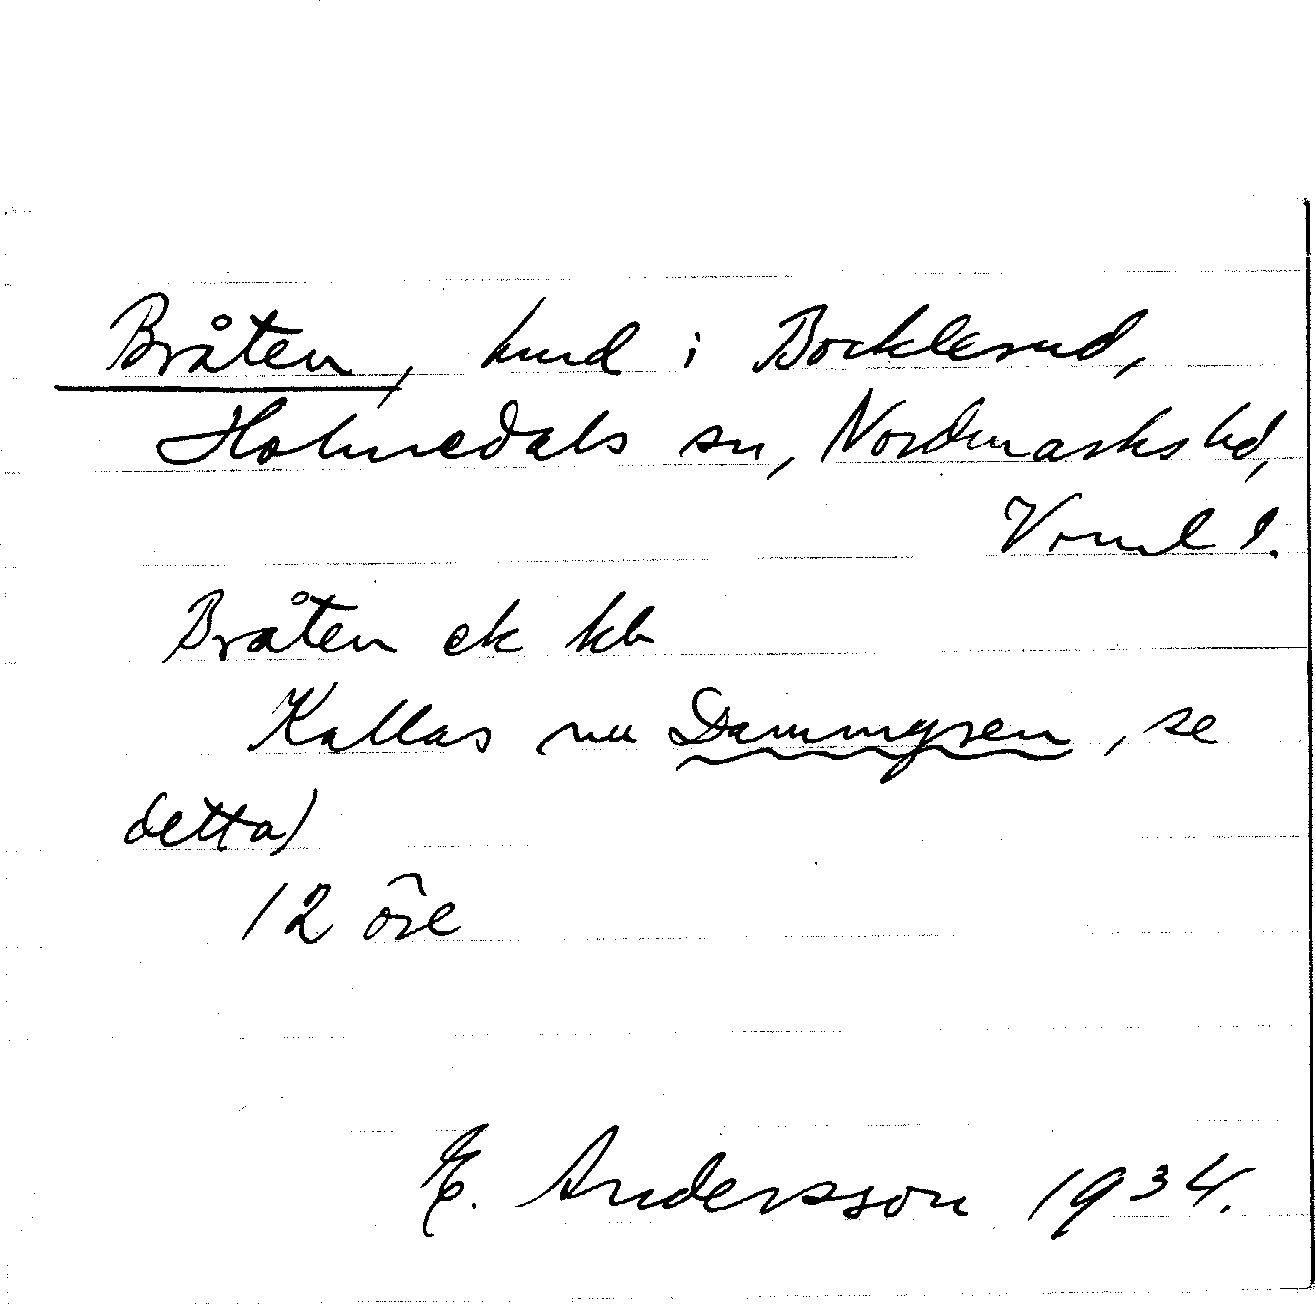 Bråten, hmd i Bocklerud,
Holmedals sn, Nordmarks hd,
Vrml l.
Bråten ek kb
Kallas nu Dammyren, se
detta)
12 öre
E. Andersson 1934.